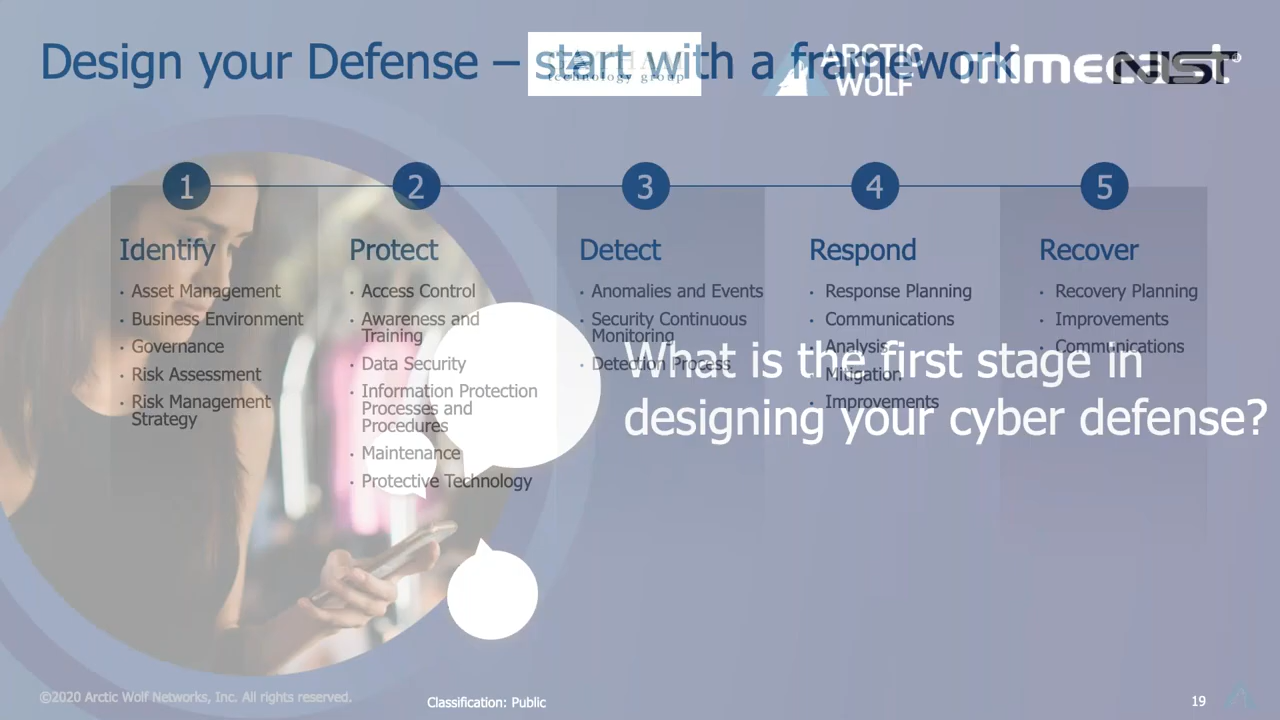 Design your Defense – start with a framework
technology group
ARCTIC
WOLF
mimecast
NIST
1
Identify
· Asset Management
· Business Environment
· Governance
· Risk Assessment
· Risk Management
Strategy
2
Protect
· Access Control
· Awareness and
Training
· Data Security
· Information Protection
Processes and
Procedures
· Maintenance
· Protective Technology
3
Detect
· Anomalies and Events
· Security Continuous
Monitoring
· Detection Process
4
Respond
· Response Planning
· Communications
· Analysis
· Mitigation
· Improvements
5
Recover
· Recovery Planning
· Improvements
· Communications
What is the first stage in
designing your cyber defense?
©2020 Arctic Wolf Networks, Inc. All rights reserved.
Classification: Public
19